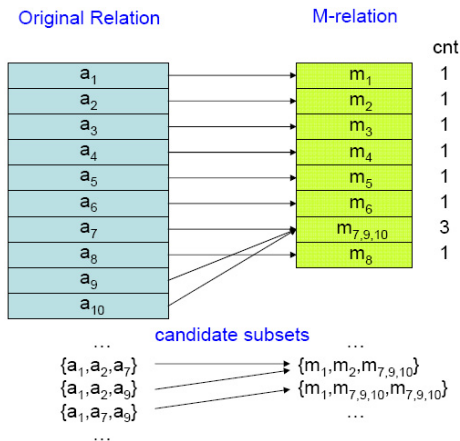 Original Relation M-relation
cnt
a1 m1 1
a2 m2 1
a3 m3 1
a4 m4 1
a5 m5 1
a6 m6 1
a7 m7,9,10 3
a8 m8 1
a9
a10
candidate subsets
... ...
{a1,a2,a7} {m1,m2,m7,9,10}
{a1,a2,a9} {m1,m7,9,10,m7,9,10}
{a1,a7,a9} ...
...